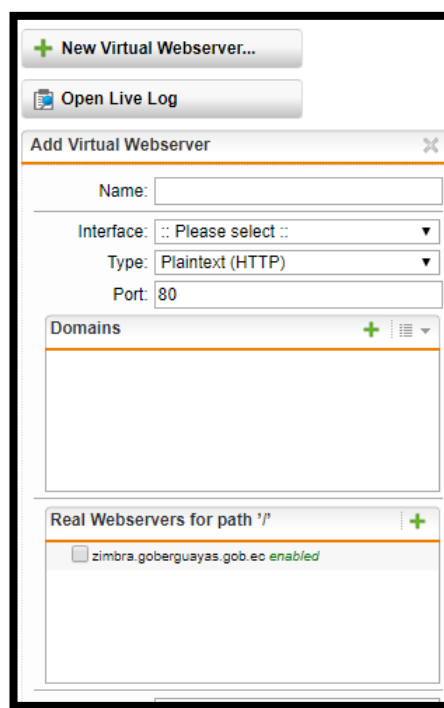 New Virtual Webserver...
Open Live Log
Add Virtual Webserver
Name:
Interface: :: Please select ::
Type: Plaintext (HTTP)
Port: 80
Domains
Real Webservers for path '/'
zimbra.goberguayas.gob.ec enabled